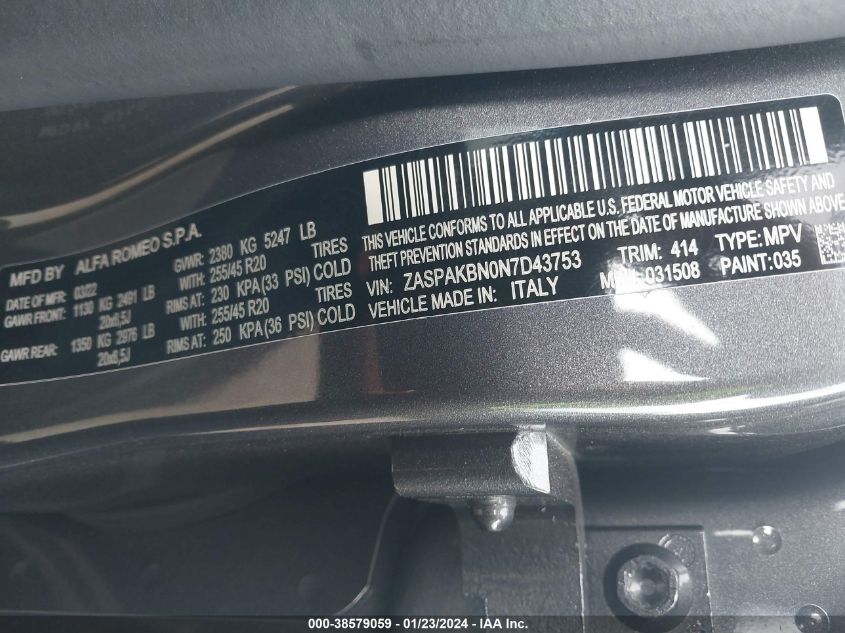 MFD BY ALFA ROMEO S.P.A.
DATE OF MFR: 03/22 GVWR: 2380 KG 5247 LB
GAWR FRONT: 1130 KG 2491 LB WITH: 255/45 R20 TIRES
20x8,5J RIMS AT: 230 KPA(33 PSI) COLD
GAWR REAR: 1350 KG 2976 LB WITH: 255/45 R20 TIRES
20x8,5J RIMS AT: 250 KPA(36 PSI) COLD
THIS VEHICLE CONFORMS TO ALL APPLICABLE U.S. FEDERAL MOTOR VEHICLE SAFETY AND
THEFT PREVENTION STANDARDS IN EFFECT ON THE DATE OF MANUFACTURE SHOWN ABOVE
VIN: ZASPAKBN0N7D43753 TRIM: 414 TYPE: MPV
VEHICLE MADE IN: ITALY 031508 PAINT: 035
000-38579059 - 01/23/2024 - IAA Inc.